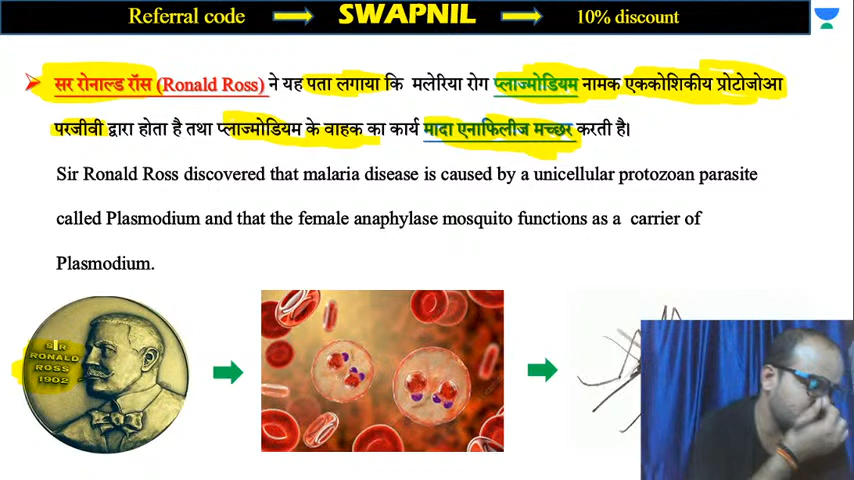 Referral code SWAPNIL 10% discount
सर रोनाल्ड रॉस (Ronald Ross) ने यह पता लगाया कि मलेरिया रोग प्लाज्मोडियम नामक एककोशिकीय प्रोटोजोआ
परजीवी द्वारा होता है तथा प्लाज्मोडियम के वाहक का कार्य मादा एनाफिलीज मच्छर करती है।
Sir Ronald Ross discovered that malaria disease is caused by a unicellular protozoan parasite
called Plasmodium and that the female anaphylase mosquito functions as a carrier of
Plasmodium.
SIR
RONALD
ROSS
1902